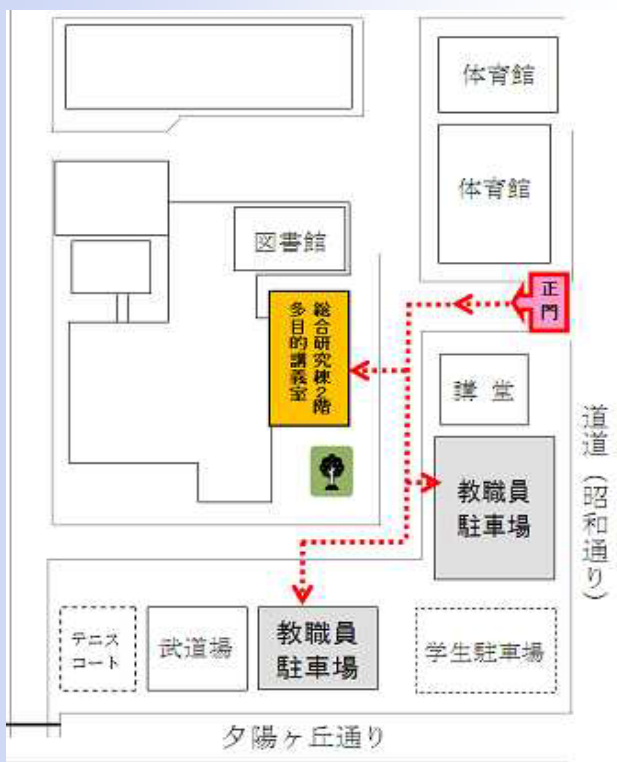 体育館
体育館
図書館
正門
総合研究棟2階
多目的講義室
講堂
道道(昭和通り)
教職員
駐車場
テニス
コート
武道場
教職員
駐車場
学生駐車場
夕陽ヶ丘通り